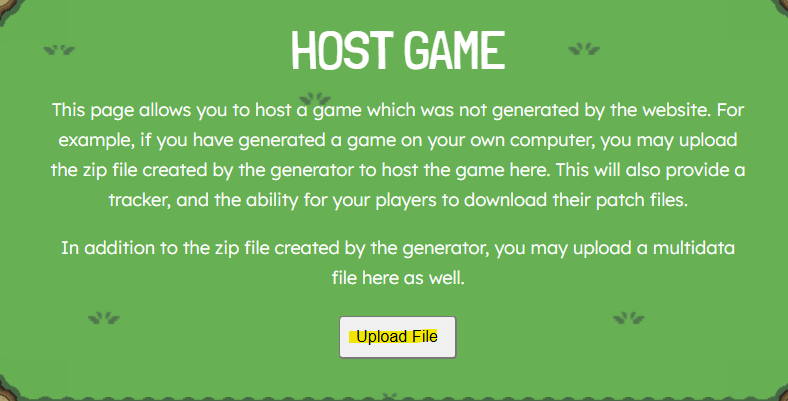 HOST GAME
This page allows you to host a game which was not generated by the website. For
example, if you have generated a game on your own computer, you may upload
the zip file created by the generator to host the game here. This will also provide a
tracker, and the ability for your players to download their patch files.
In addition to the zip file created by the generator, you may upload a multidata
file here as well.
Upload File